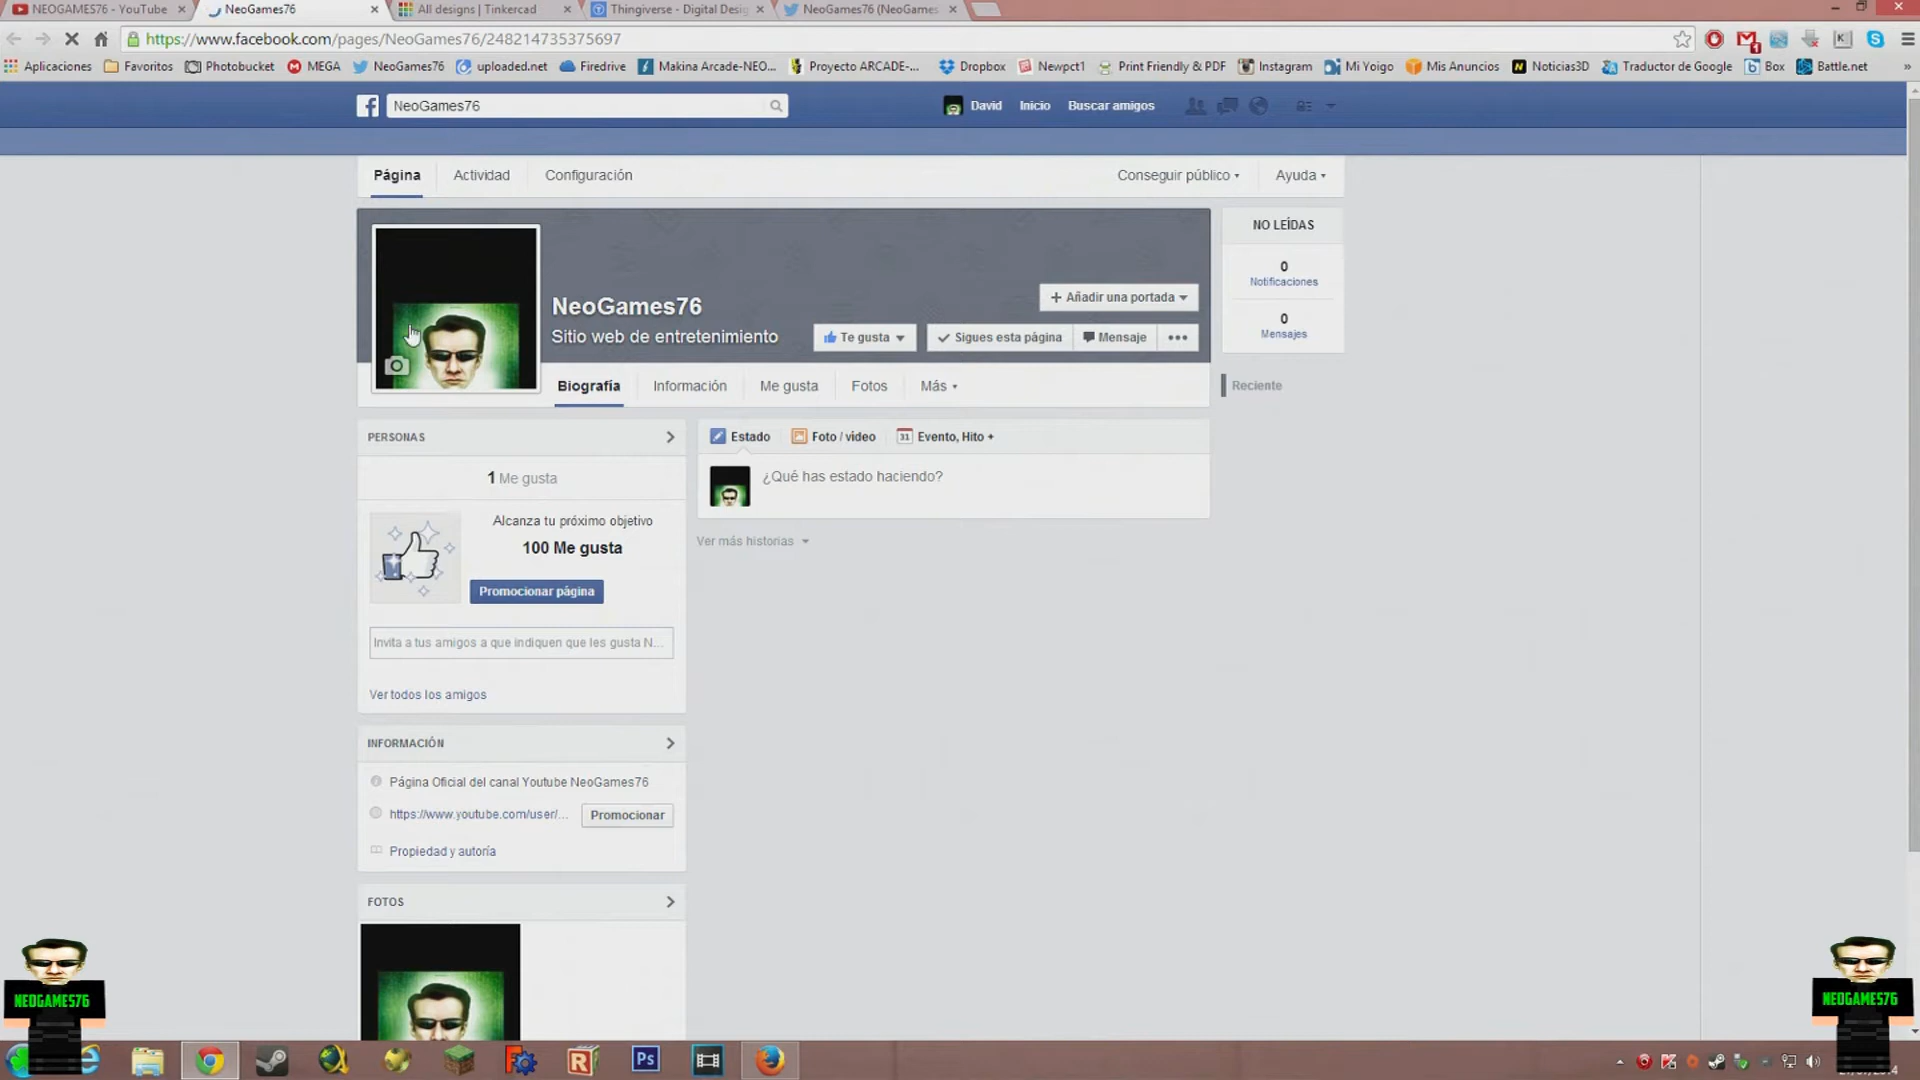 NEOGAMES76 - YouTube
NeoGames76
All designs | Tinkercad
Thingiverse - Digital Desig
NeoGames76 (NeoGames
https://www.facebook.com/pages/NeoGames76/248214735375697
Aplicaciones Favoritos Photobucket MEGA NeoGames76 uploaded.net Firedrive Makina Arcade-NEO... Proyecto ARCADE-... Dropbox Newpct1 Print Friendly & PDF Instagram Mi Yoigo Mis Anuncios Noticias3D Traductor de Google Box Battle.net »
NeoGames76
David Inicio Buscar amigos
Página Actividad Configuración
Conseguir público Ayuda
NeoGames76
Sitio web de entretenimiento
+ Añadir una portada
Te gusta
Sigues esta página
Mensaje
•••
NO LEÍDAS
0
Notificaciones
0
Mensajes
Reciente
Biografía Información Me gusta Fotos Más
PERSONAS
1 Me gusta
Alcanza tu próximo objetivo
100 Me gusta
Promocionar página
Invita a tus amigos a que indiquen que les gusta N...
Ver todos los amigos
Estado Foto / vídeo 31 Evento, Hito +
¿Qué has estado haciendo?
Ver más historias
INFORMACIÓN
Página Oficial del canal Youtube NeoGames76
https://www.youtube.com/user/...
Promocionar
Propiedad y autoría
FOTOS
NEOGAMES76
NEOGAMES76
Ps